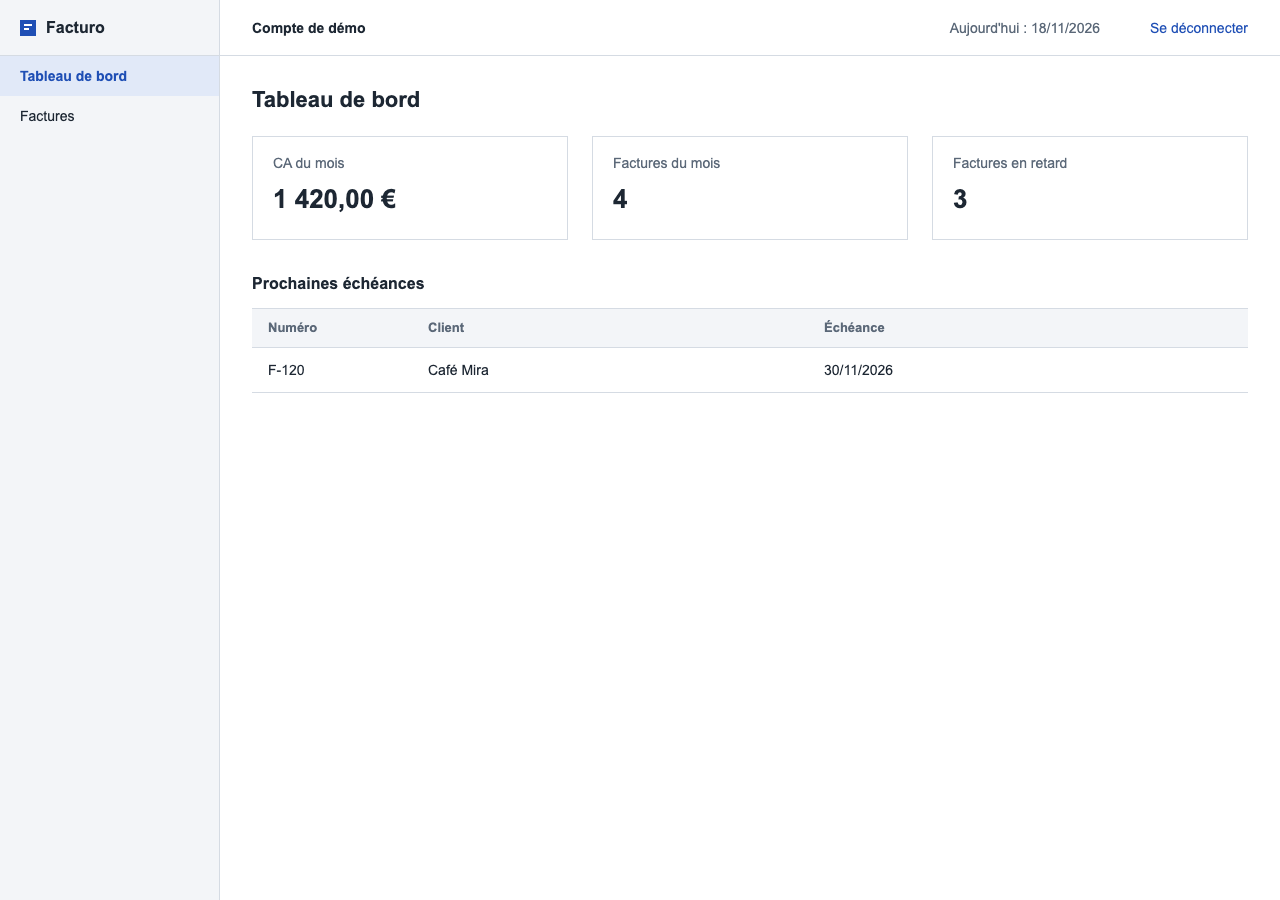 Facturo
Compte de démo
Aujourd'hui : 18/11/2026
Se déconnecter
Tableau de bord
Factures
Tableau de bord
CA du mois
1 420,00 €
Factures du mois
4
Factures en retard
3
Prochaines échéances
Numéro Client Échéance
F-120 Café Mira 30/11/2026